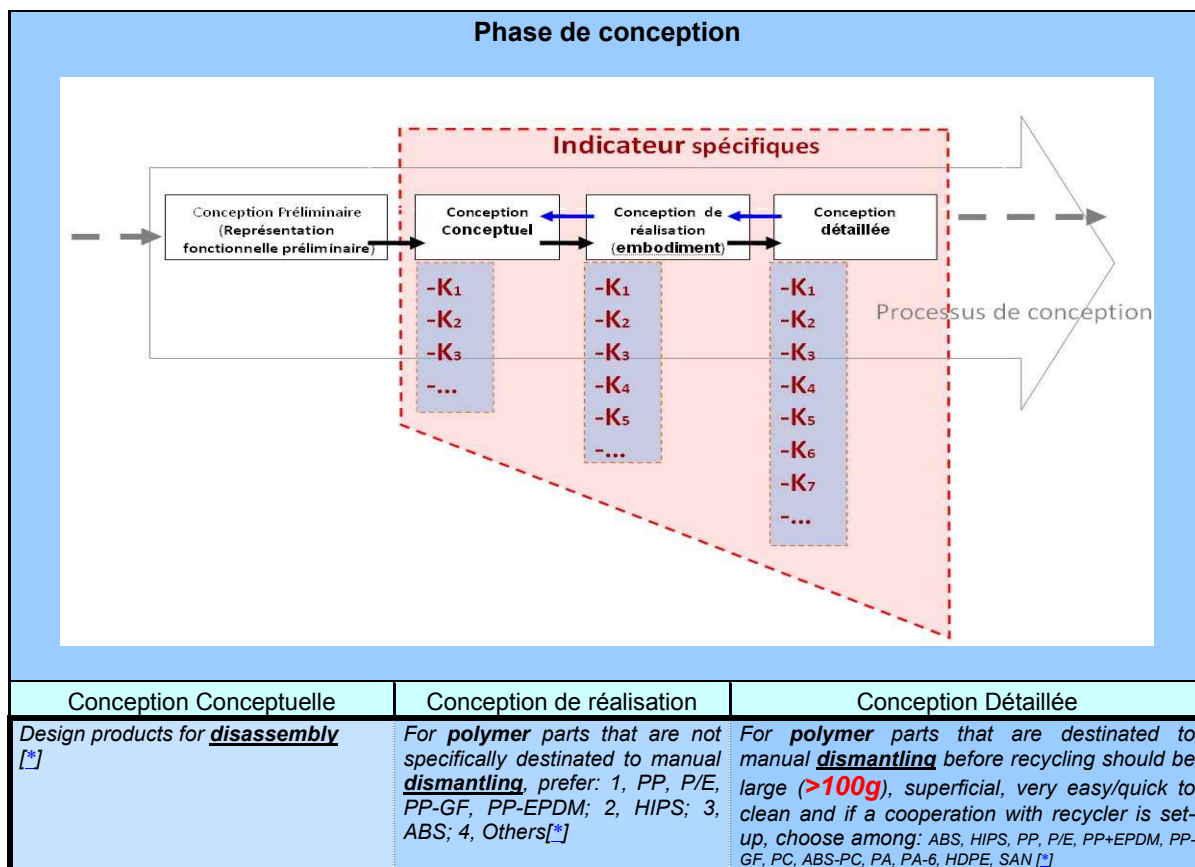 Phase de conception
Indicateur spécifiques
Conception Préliminaire
(Représentation
fonctionnelle préliminaire)
Conception
conceptuel
Conception de
réalisation
(embodiment)
Conception
détaillée
-K1
-K2
-K3
-...
-K1
-K2
-K3
-K4
-K5
-...
-K1
-K2
-K3
-K4
-K5
-K6
-K7
-...
Processus de conception
Conception Conceptuelle
Conception de réalisation
Conception Détaillée
Design products for disassembly
[*]
For polymer parts that are not
specifically destinated to manual
dismantling, prefer: 1, PP, P/E,
PP-GF, PP-EPDM; 2, HIPS; 3,
ABS; 4, Others[*]
For polymer parts that are destinated to
manual dismantling before recycling should be
large (>100g), superficial, very easy/quick to
clean and if a cooperation with recycler is set-
up, choose among: ABS, HIPS, PP, P/E, PP+EPDM, PP-
GF, PC, ABS-PC, PA, PA-6, HDPE, SAN [*]